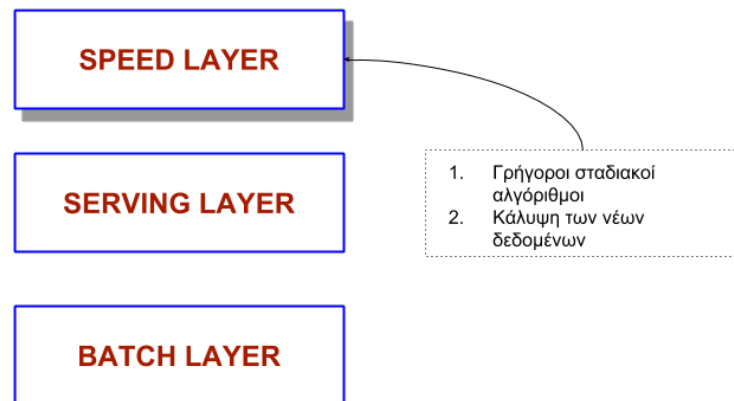 SPEED LAYER
1. Γρήγοροι σταδιακοί
αλγόριθμοι
2. Κάλυψη των νέων
δεδομένων
SERVING LAYER
BATCH LAYER